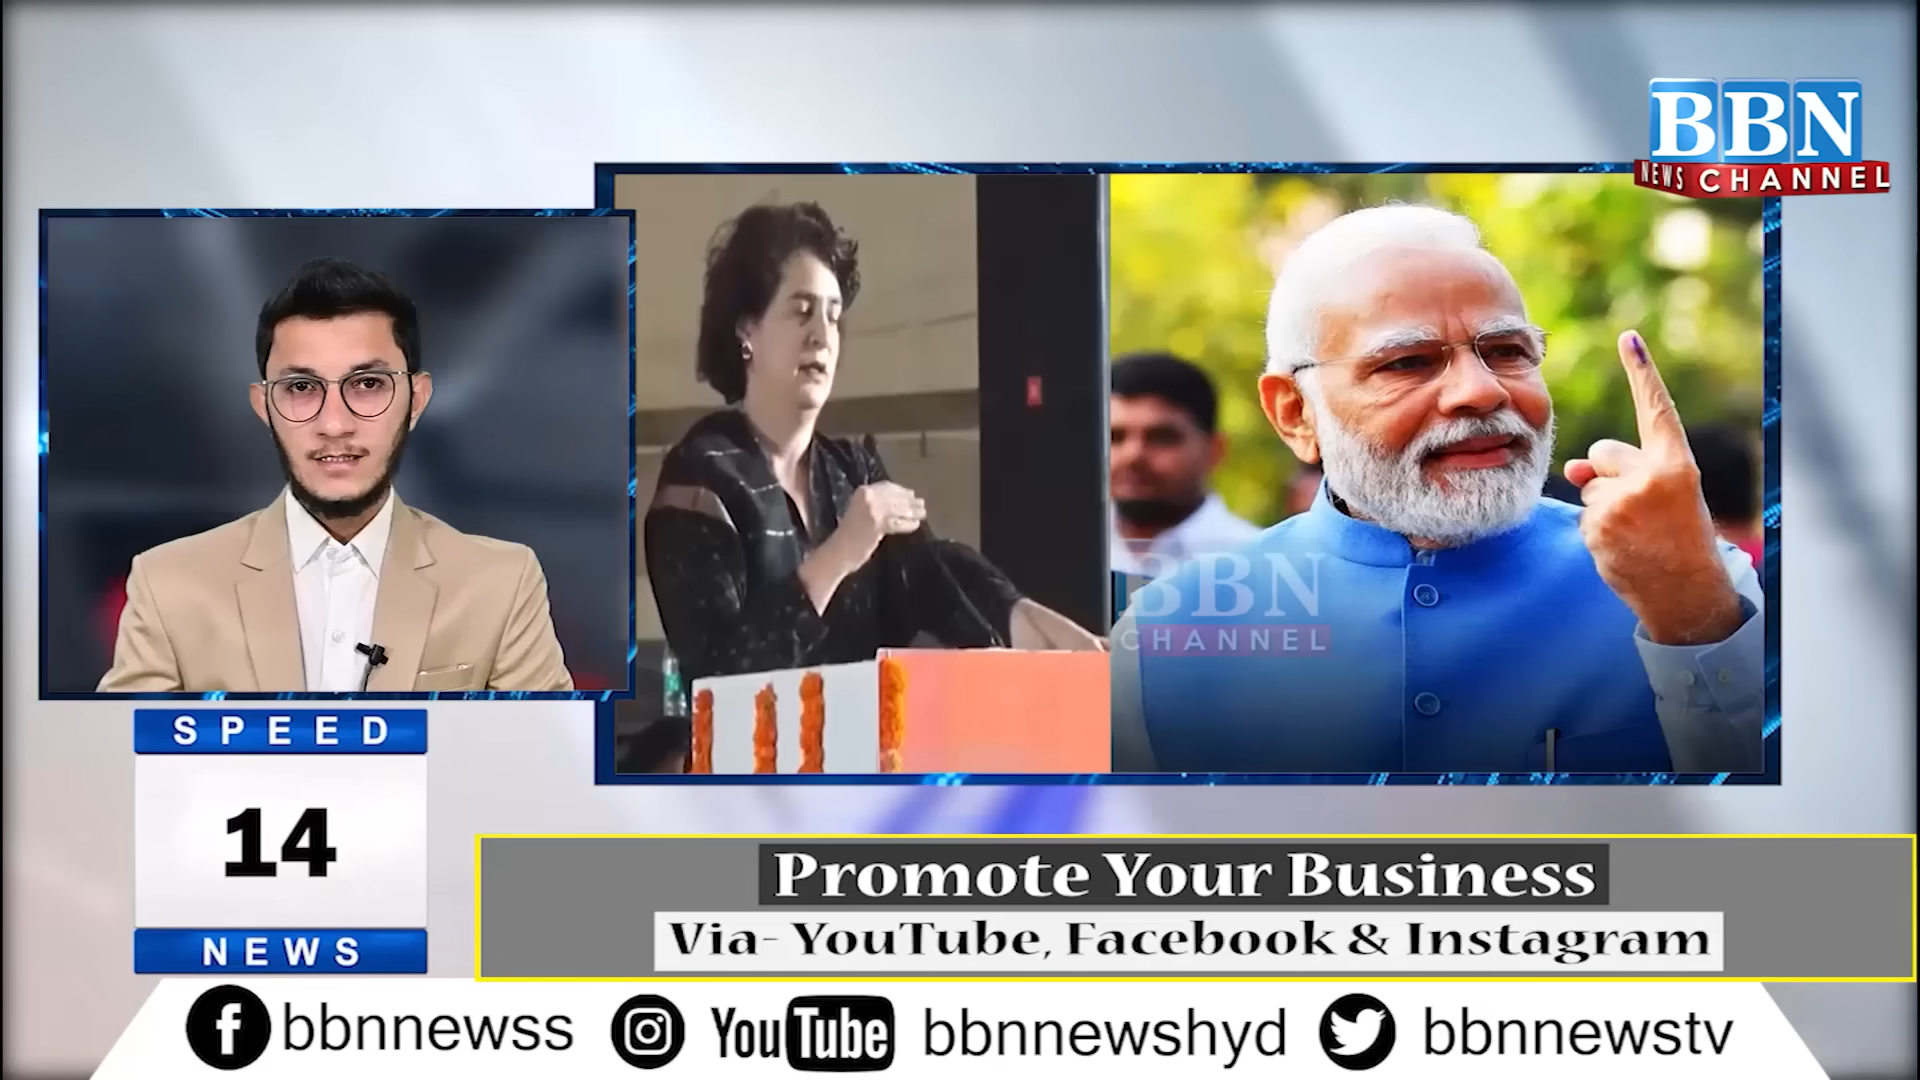 BBN
NEWS CHANNEL
BBN
CHANNEL
SPEED
14
NEWS
Promote Your Business
Via- YouTube, Facebook & Instagram
f bbnnewss YouTube bbnnewshyd bbnnewstv